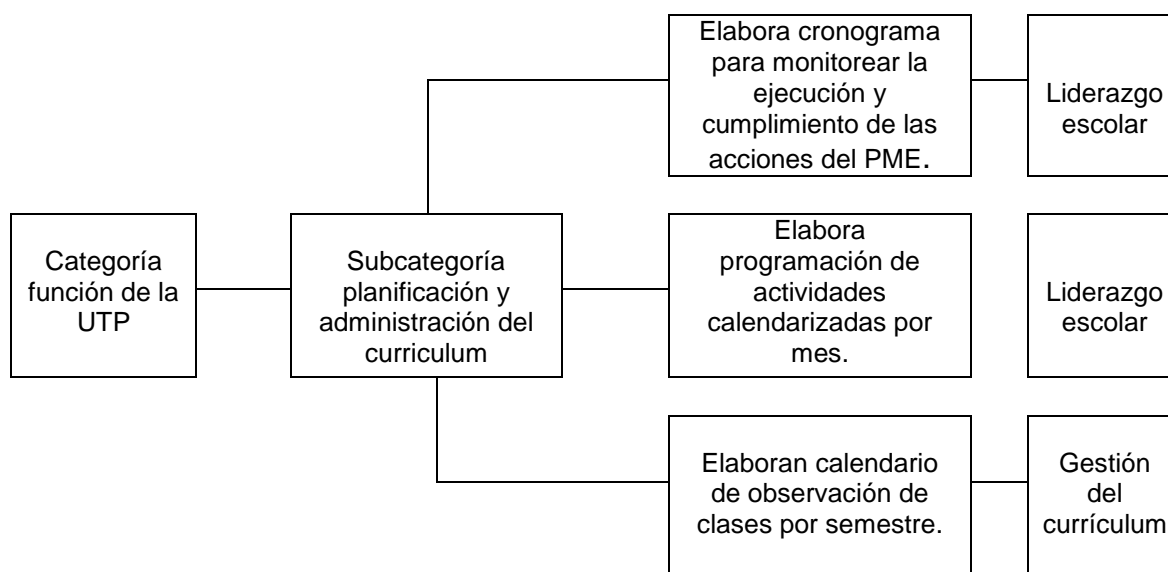 Categoría
función de la
UTP
Subcategoría
planificación y
administración del
curriculum
Elabora cronograma
para monitorear la
ejecución y
cumplimiento de las
acciones del PME.
Liderazgo
escolar
Elabora
programación de
actividades
calendarizadas por
mes.
Liderazgo
escolar
Elaboran calendario
de observación de
clases por semestre.
Gestión
del
currículum